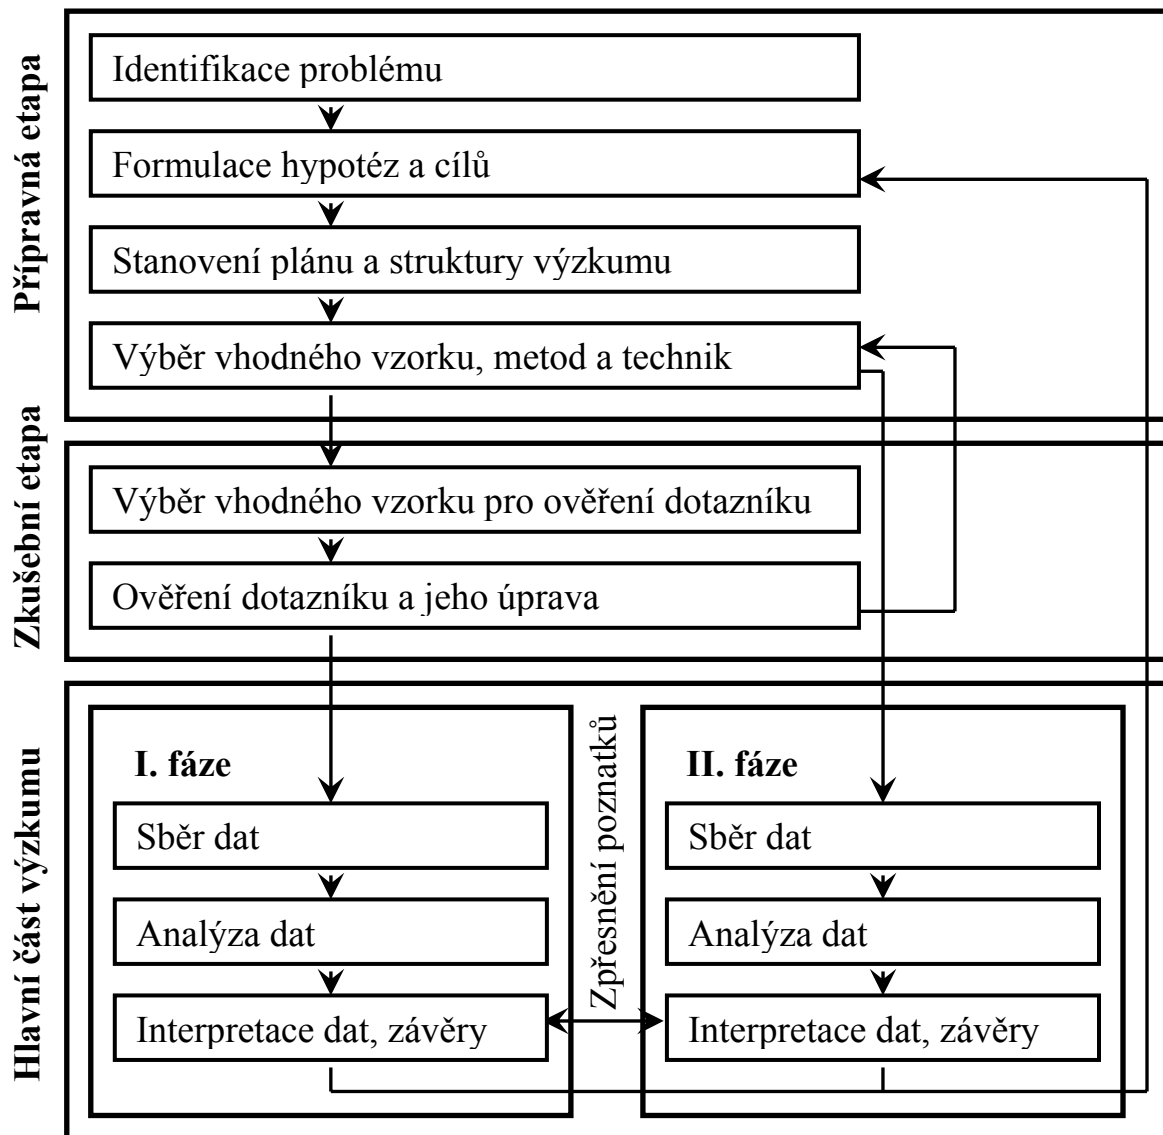 Přípravná etapa
Identifikace problému
Formulace hypotéz a cílů
Stanovení plánu a struktury výzkumu
Výběr vhodného vzorku, metod a technik
Zkušební etapa
Výběr vhodného vzorku pro ověření dotazníku
Ověření dotazníku a jeho úprava
Hlavní část výzkumu
I. fáze
Sběr dat
Analýza dat
Interpretace dat, závěry
Zpřesnění poznatků
II. fáze
Sběr dat
Analýza dat
Interpretace dat, závěry